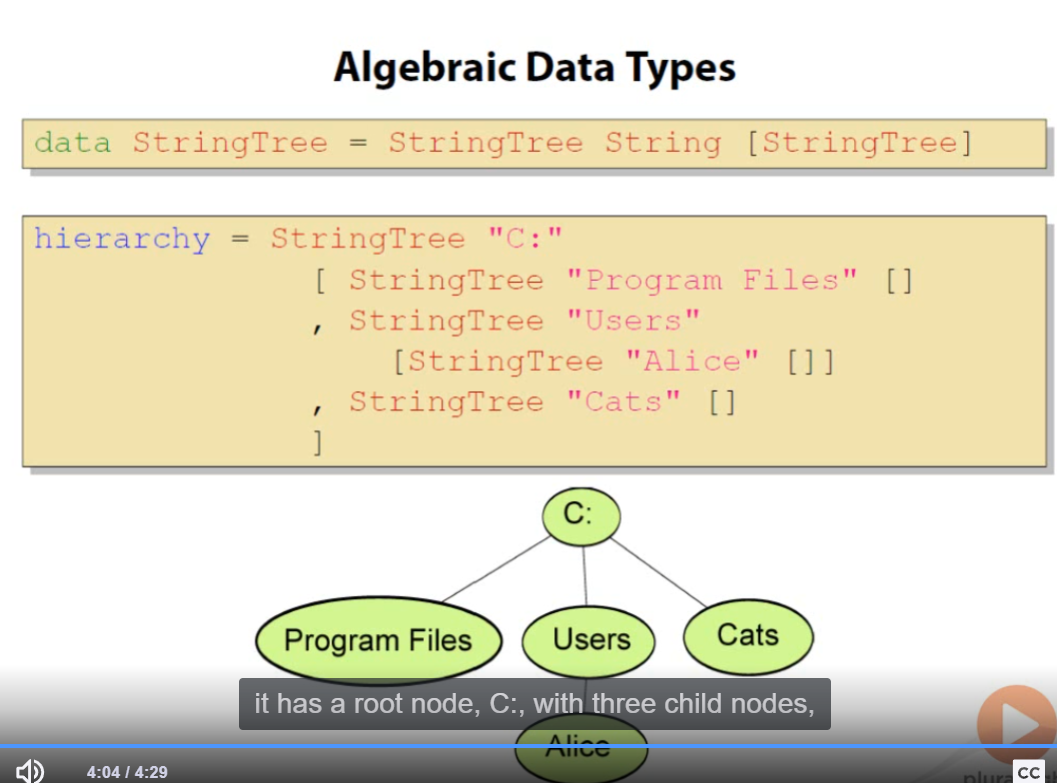 Algebraic Data Types
data StringTree = StringTree String [StringTree]
hierarchy = StringTree "C:"
[ StringTree "Program Files" []
, StringTree "Users"
[StringTree "Alice" []]
, StringTree "Cats" []
]
C:
Program Files
Users
Cats
it has a root node, C:, with three child nodes,
Alice
4:04 / 4:29
CC